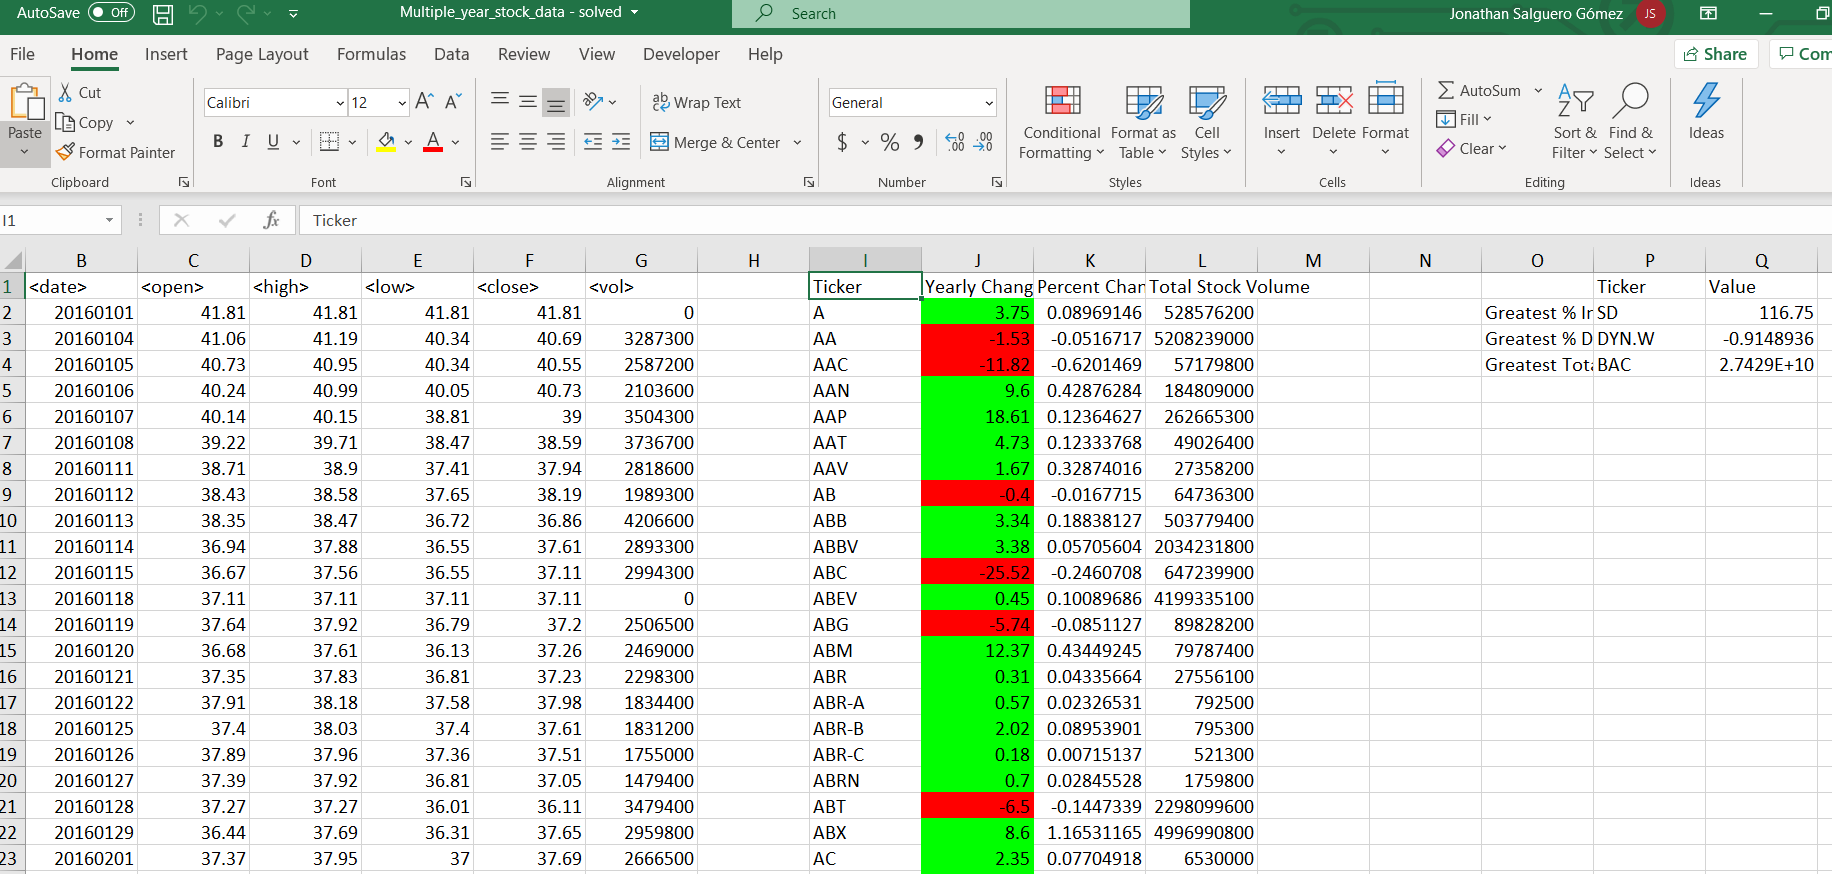 AutoSave Off Multiple_year_stock_data - solved Search Jonathan Salguero Gómez JS
File Home Insert Page Layout Formulas Data Review View Developer Help Share Com
Paste Cut Copy Format Painter Clipboard
Calibri 12 A A B I U A Font
ab Wrap Text Merge & Center Alignment
General $ % Number
Conditional Formatting Format as Table Cell Styles Styles
Insert Delete Format Cells
AutoSum Fill Clear Sort & Filter Find & Select Editing
Ideas Ideas
I1 fx Ticker
B C D E F G H I J K L M N O P Q
1 <date> <open> <high> <low> <close> <vol> Ticker Yearly Chang Percent Char Total Stock Volume Ticker Value
2 20160101 41.81 41.81 41.81 41.81 0 A 3.75 0.08969146 528576200 Greatest % Ir SD 116.75
3 20160104 41.06 41.19 40.34 40.69 3287300 AA -1.53 -0.0516717 5208239000 Greatest % D DYN.W -0.9148936
4 20160105 40.73 40.95 40.34 40.55 2587200 AAC -11.82 -0.6201469 57179800 Greatest Tota BAC 2.7429E+10
5 20160106 40.24 40.99 40.05 40.73 2103600 AAN 9.6 0.42876284 184809000
6 20160107 40.14 40.15 38.81 39 3504300 AAP 18.61 0.12364627 262665300
7 20160108 39.22 39.71 38.47 38.59 3736700 AAT 4.73 0.12333768 49026400
8 20160111 38.71 38.9 37.41 37.94 2818600 AAV 1.67 0.32874016 27358200
9 20160112 38.43 38.58 37.65 38.19 1989300 AB -0.4 -0.0167715 64736300
10 20160113 38.35 38.47 36.72 36.86 4206600 ABB 3.34 0.18838127 503779400
11 20160114 36.94 37.88 36.55 37.61 2893300 ABBV 3.38 0.05705604 2034231800
12 20160115 36.67 37.56 36.55 37.11 2994300 ABC -25.52 -0.2460708 647239900
13 20160118 37.11 37.11 37.11 37.11 0 ABEV 0.45 0.10089686 4199335100
14 20160119 37.64 37.92 36.79 37.2 2506500 ABG -5.74 -0.0851127 89828200
15 20160120 36.68 37.61 36.13 37.26 2469000 ABM 12.37 0.43449245 79787400
16 20160121 37.35 37.83 36.81 37.23 2298300 ABR 0.31 0.04335664 27556100
17 20160122 37.91 38.18 37.58 37.98 1834400 ABR-A 0.57 0.02326531 792500
18 20160125 37.4 38.03 37.4 37.61 1831200 ABR-B 2.02 0.08953901 795300
19 20160126 37.89 37.96 37.36 37.51 1755000 ABR-C 0.18 0.00715137 521300
20 20160127 37.39 37.92 36.81 37.05 1479400 ABRN 0.7 0.02845528 1759800
21 20160128 37.27 37.27 36.01 36.11 3479400 ABT -6.5 -0.1447339 2298099600
22 20160129 36.44 37.69 36.31 37.65 2959800 ABX 8.6 1.16531165 4996990800
23 20160201 37.37 37.95 37 37.69 2666500 AC 2.35 0.07704918 6530000